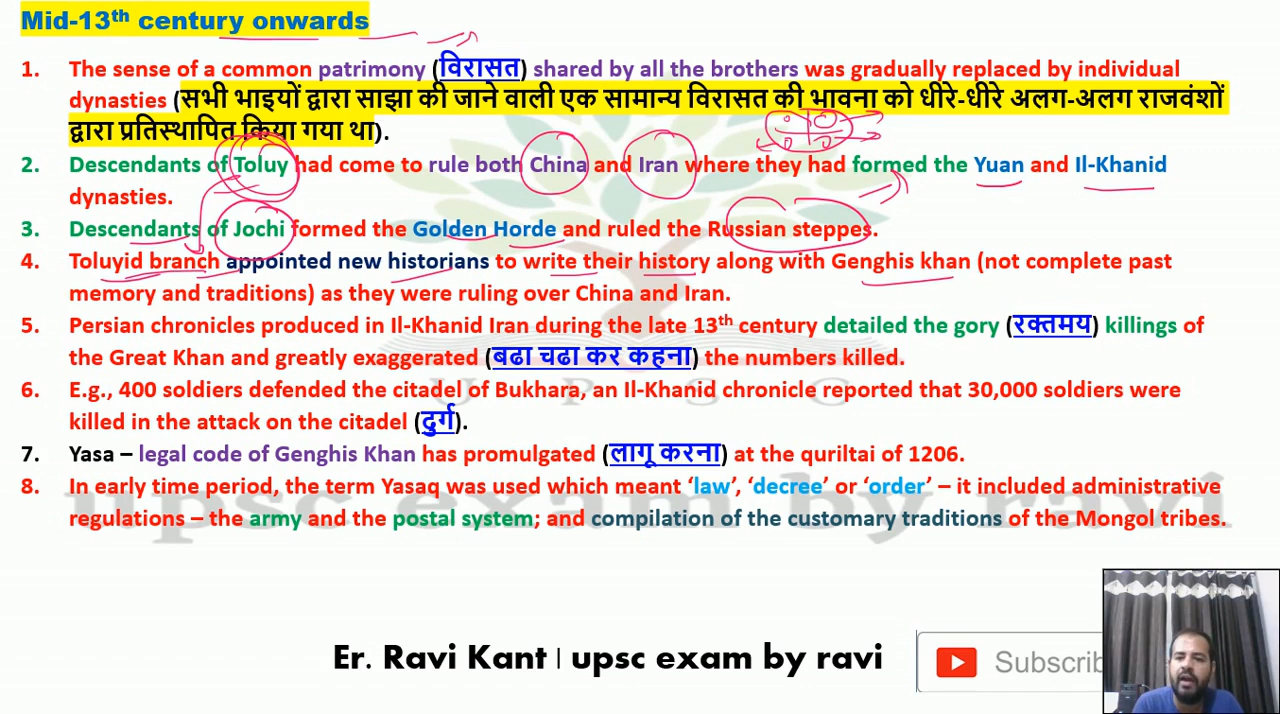 Mid-13th century onwards
1. The sense of a common patrimony (विरासत) shared by all the brothers was gradually replaced by individual
dynasties (सभी भाइयों द्वारा साझा की जाने वाली एक सामान्य विरासत की भावना को धीरे-धीरे अलग-अलग राजवंशों
द्वारा प्रतिस्थापित किया गया था).
2. Descendants of Toluy had come to rule both China and Iran where they had formed the Yuan and Il-Khanid
dynasties.
3. Descendants of Jochi formed the Golden Horde and ruled the Russian steppes.
4. Toluyid branch appointed new historians to write their history along with Genghis khan (not complete past
memory and traditions) as they were ruling over China and Iran.
5. Persian chronicles produced in Il-Khanid Iran during the late 13th century detailed the gory (रक्तमय) killings of
the Great Khan and greatly exaggerated (बढा चढा कर कहना) the numbers killed.
6. E.g., 400 soldiers defended the citadel of Bukhara, an Il-Khanid chronicle reported that 30,000 soldiers were
killed in the attack on the citadel (दुर्ग).
7. Yasa – legal code of Genghis Khan has promulgated (लागू करना) at the quriltai of 1206.
8. In early time period, the term Yasaq was used which meant ‘law’, ‘decree’ or ‘order’ – it included administrative
regulations – the army and the postal system; and compilation of the customary traditions of the Mongol tribes.
UPSC
upsc exam by ravi
Er. Ravi Kant | upsc exam by ravi
Subscrib